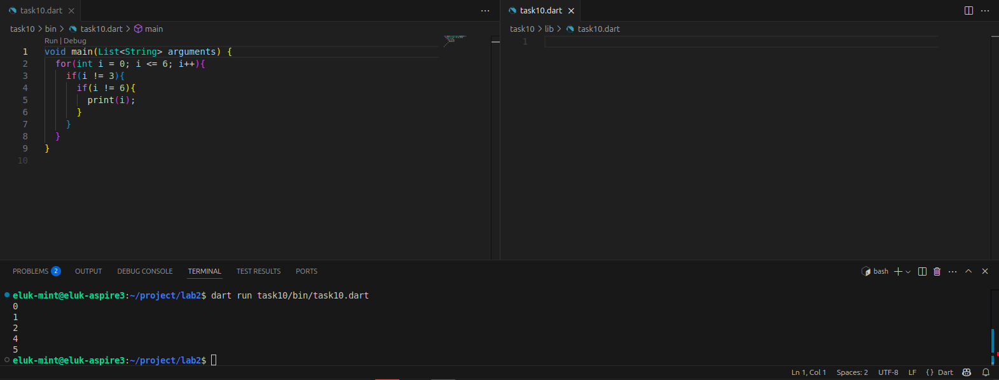 task10.dart
task10.dart
task10 > bin > task10.dart > main
task10 > lib > task10.dart
Run | Debug
1 void main(List<String> arguments) {
2 for(int i = 0; i <= 6; i++){
3 if(i != 3){
4 if(i != 6){
5 print(i);
6 }
7 }
8 }
9 }
10
1
PROBLEMS 2 OUTPUT DEBUG CONSOLE TERMINAL TEST RESULTS PORTS
bash
eluk-mint@eluk-aspire3:~/project/lab2$ dart run task10/bin/task10.dart
0
1
2
4
5
eluk-mint@eluk-aspire3:~/project/lab2$
Ln 1, Col 1 Spaces: 2 UTF-8 LF {} Dart